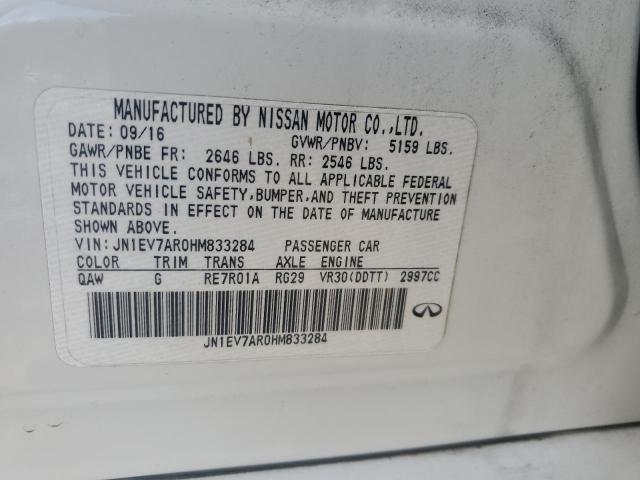 MANUFACTURED BY NISSAN MOTOR CO.,LTD.
DATE: 09/16 GVWR/PNBV: 5159 LBS.
GAWR/PNBE FR: 2646 LBS. RR: 2546 LBS.
THIS VEHICLE CONFORMS TO ALL APPLICABLE FEDERAL
MOTOR VEHICLE SAFETY,BUMPER,AND THEFT PREVENTION
STANDARDS IN EFFECT ON THE DATE OF MANUFACTURE
SHOWN ABOVE.
VIN: JN1EV7AR0HM833284 PASSENGER CAR
COLOR TRIM TRANS AXLE ENGINE
QAW G RE7R01A RG29 VR30(DDTT) 2997CC
JN1EV7AR0HM833284